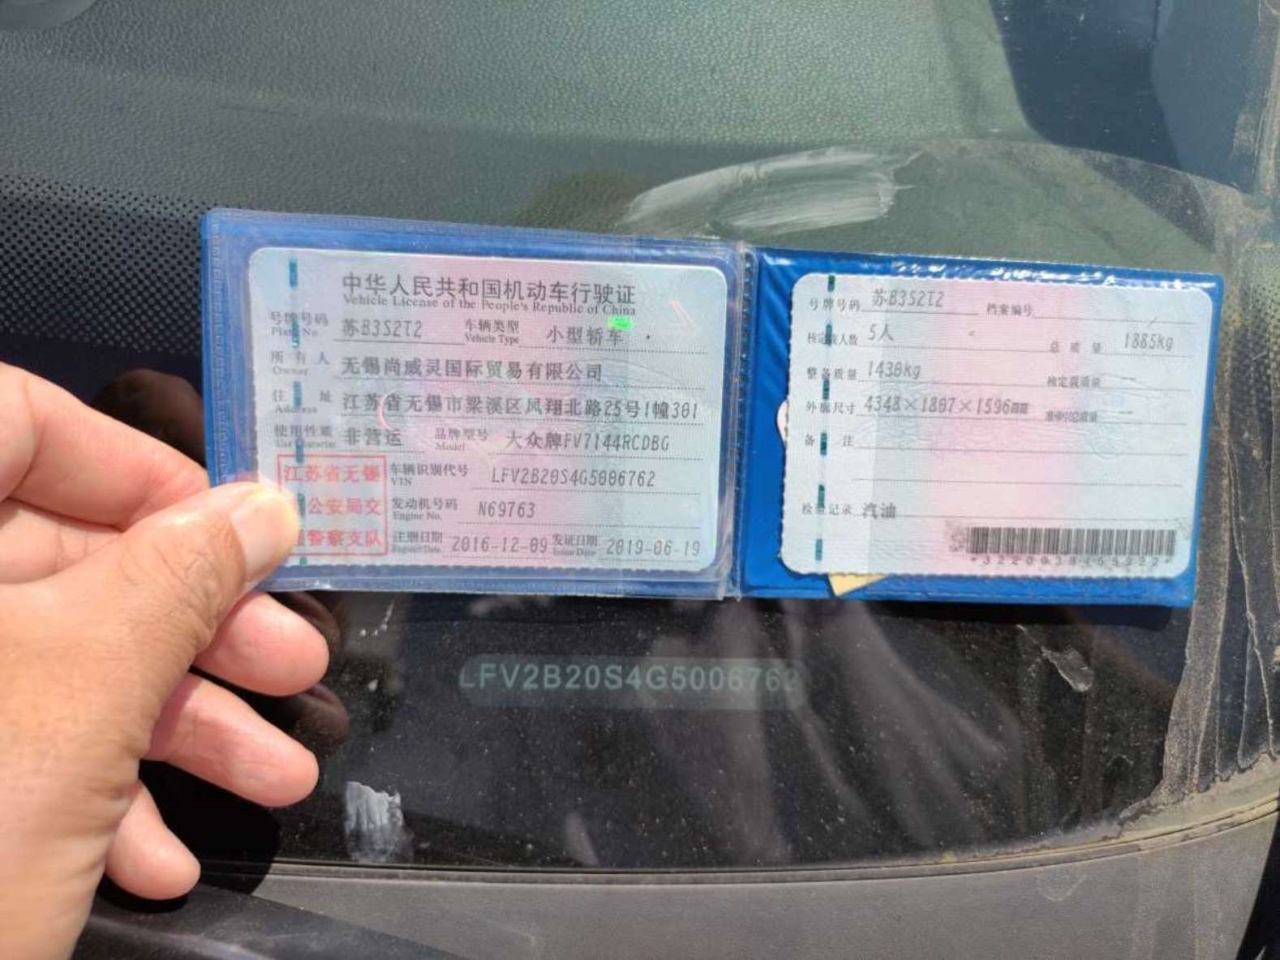 中华人民共和国机动车行驶证
Vehicle License of the People's Republic of China
号牌号码 苏B3S2T2 车辆类型 小型轿车
Plate No. Vehicle Type
所有人 无锡尚威灵国际贸易有限公司
Owner
住址 江苏省无锡市梁溪区凤翔北路25号1幢301
Address
使用性质 非营运 品牌型号 大众牌FV7144RCDBG
Use Character Model
江苏省无锡
公安局交
警察支队
车辆识别代号 LFV2B20S4G5006762
VIN
发动机号码 N69763
Engine No.
注册日期 2016-12-09 发证日期 2019-06-19
Register Date Issue Date
号牌号码 苏B3S2T2 档案编号
核定载人数 5人 总质量 1885kg
整备质量 1430kg 核定载质量
外廓尺寸 4348×1807×1596mm 准牵引总质量
备注
检验记录 汽油
LFV2B20S4G5006762